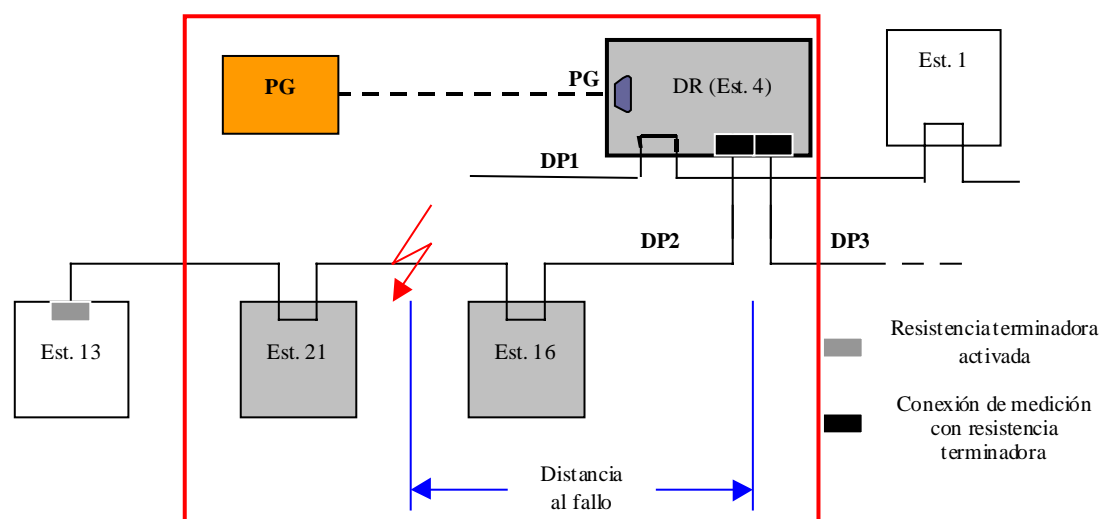 PG
PG
DR (Est. 4)
Est. 1
DP1
DP2
DP3
Est. 13
Est. 21
Est. 16
Resistencia terminadora
activada
Conexión de medición
con resistencia
terminadora
Distancia
al fallo